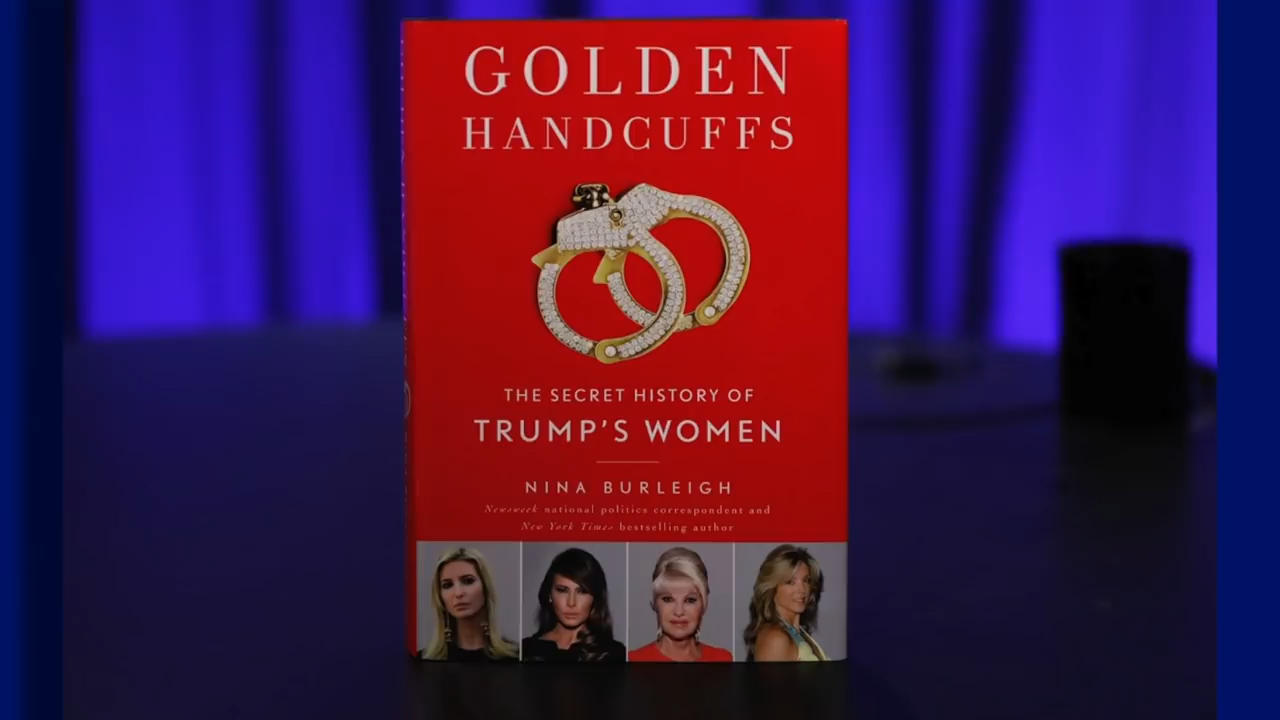 GOLDEN
HANDCUFFS
THE SECRET HISTORY OF
TRUMP'S WOMEN
NINA BURLEIGH
Newsweek national politics correspondent and
New York Times bestselling author